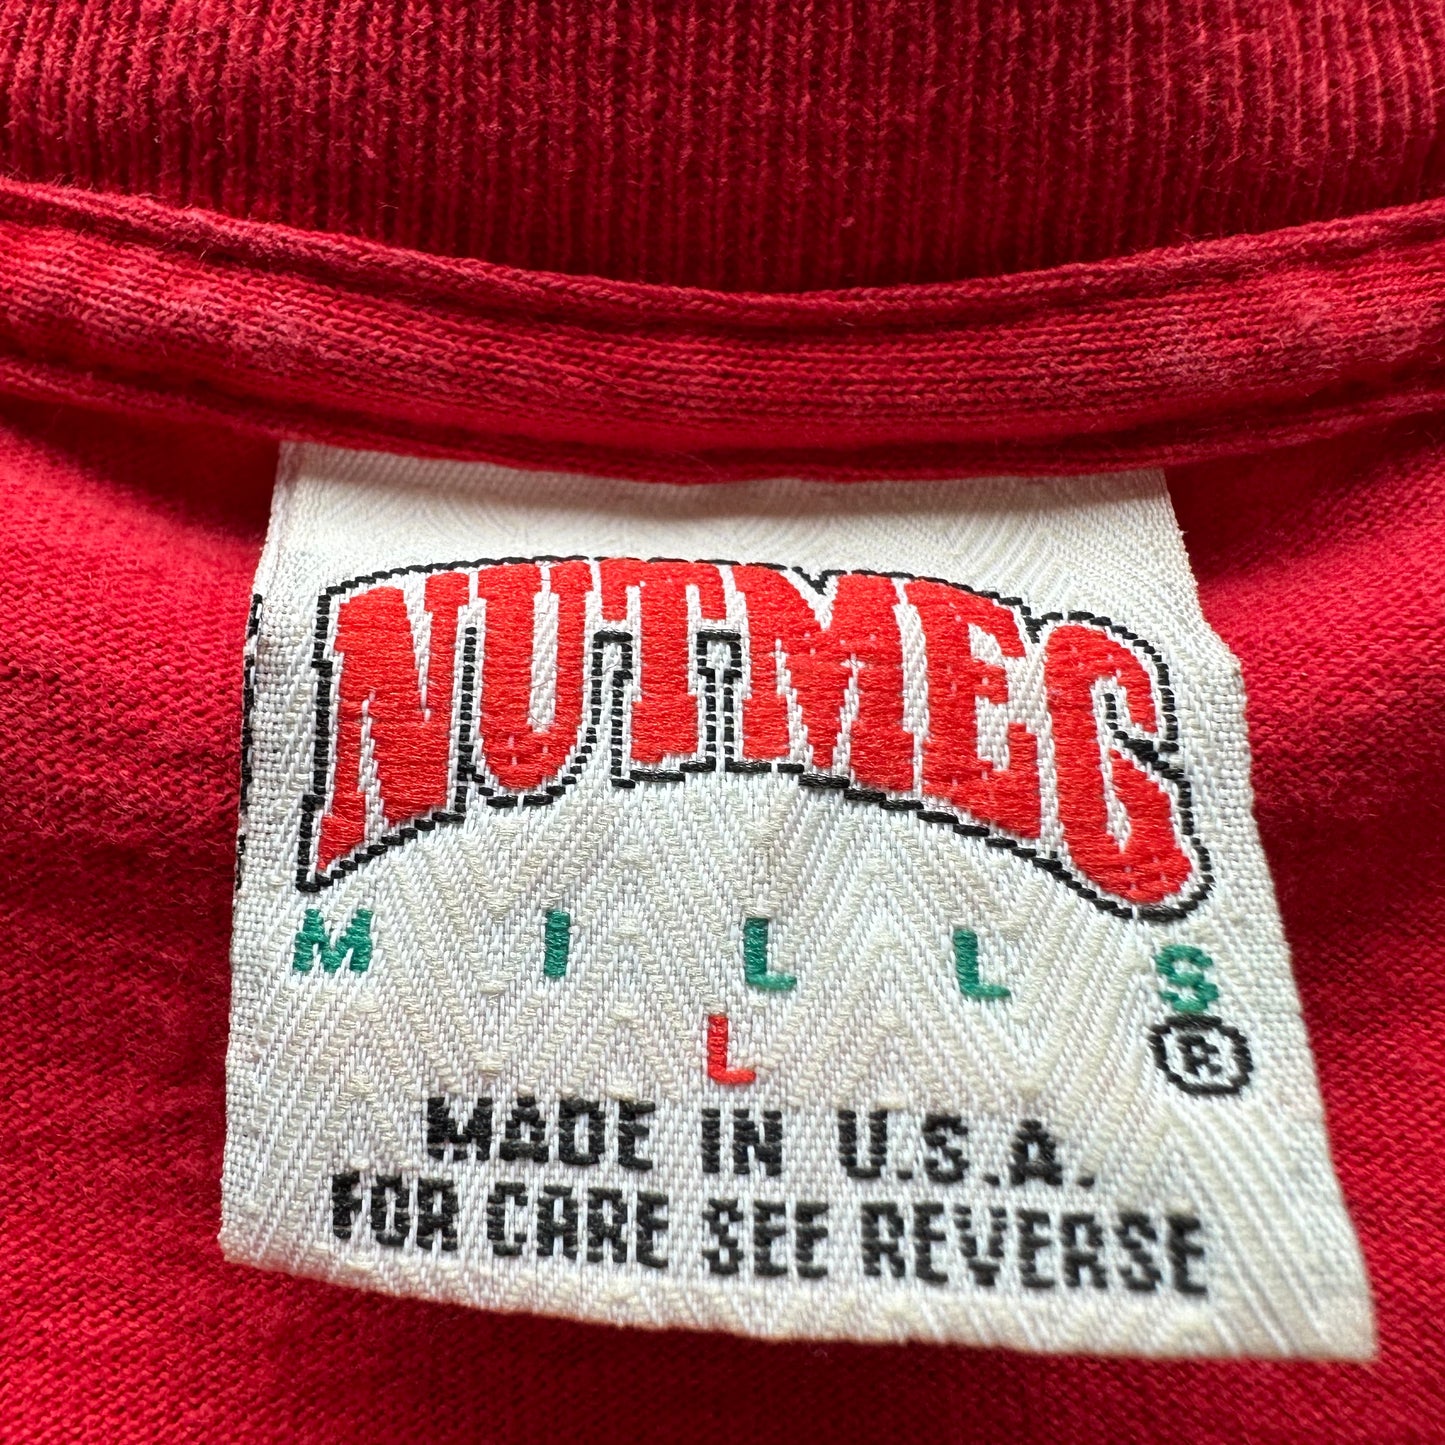 NUTMEG
MILLS
®
L
MADE IN U.S.A.
FOR CARE SEE REVERSE